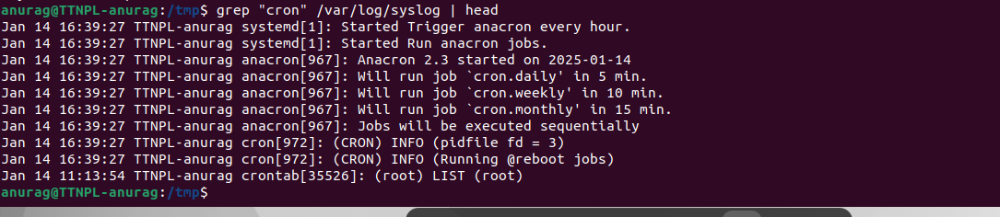 anurag@TTNPL-anurag:/tmp$ grep "cron" /var/log/syslog | head
Jan 14 16:39:27 TTNPL-anurag systemd[1]: Started Trigger anacron every hour.
Jan 14 16:39:27 TTNPL-anurag systemd[1]: Started Run anacron jobs.
Jan 14 16:39:27 TTNPL-anurag anacron[967]: Anacron 2.3 started on 2025-01-14
Jan 14 16:39:27 TTNPL-anurag anacron[967]: Will run job `cron.daily' in 5 min.
Jan 14 16:39:27 TTNPL-anurag anacron[967]: Will run job `cron.weekly' in 10 min.
Jan 14 16:39:27 TTNPL-anurag anacron[967]: Will run job `cron.monthly' in 15 min.
Jan 14 16:39:27 TTNPL-anurag anacron[967]: Jobs will be executed sequentially
Jan 14 16:39:27 TTNPL-anurag cron[972]: (CRON) INFO (pidfile fd = 3)
Jan 14 16:39:27 TTNPL-anurag cron[972]: (CRON) INFO (Running @reboot jobs)
Jan 14 11:13:54 TTNPL-anurag crontab[35526]: (root) LIST (root)
anurag@TTNPL-anurag:/tmp$